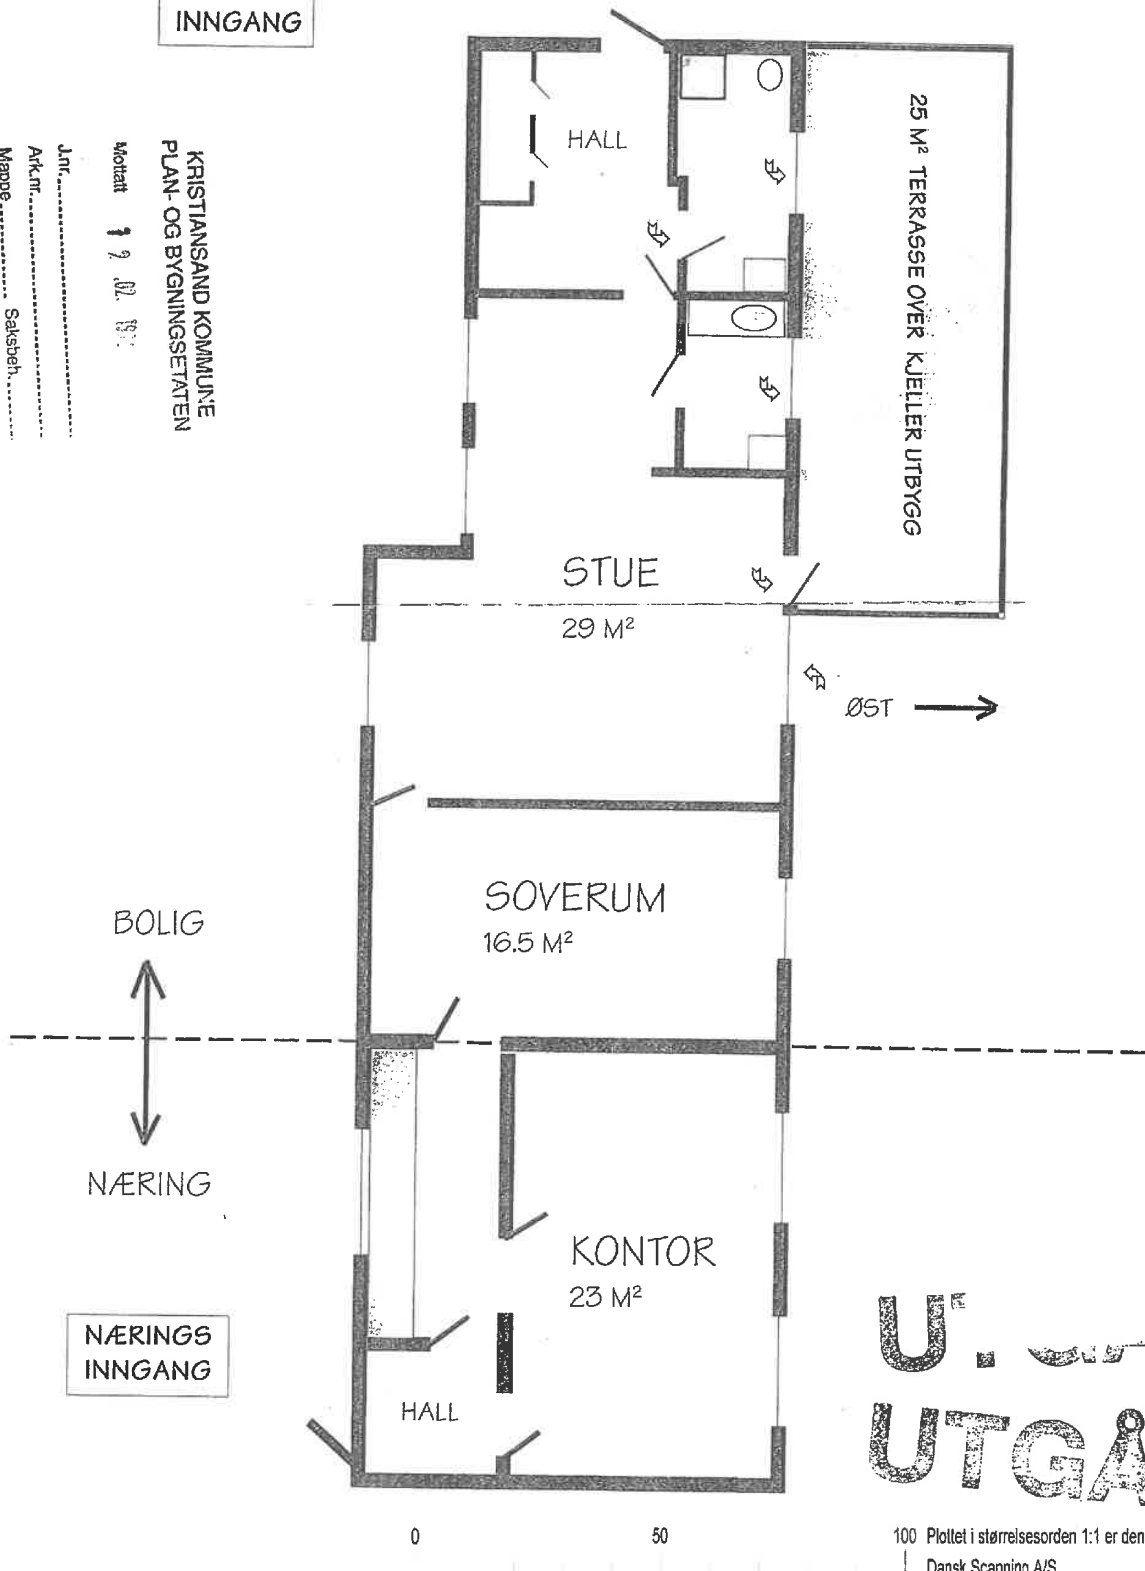 INNGANG
KRISTIANSAND KOMMUNE
PLAN- OG BYGNINGSETATEN
Mottatt
J.nr.
Ark.nr.
Mappe Saksbeh.
HALL
25 M² TERRASSE OVER KJELLER UTBYGG
STUE
29 M²
ØST
SOVERUM
16.5 M²
BOLIG
NÆRING
KONTOR
23 M²
NÆRINGS
INNGANG
HALL
UTGÅ
0 50 100 Plottet i størrelsesorden 1:1 er den
Dansk Scanning A/S